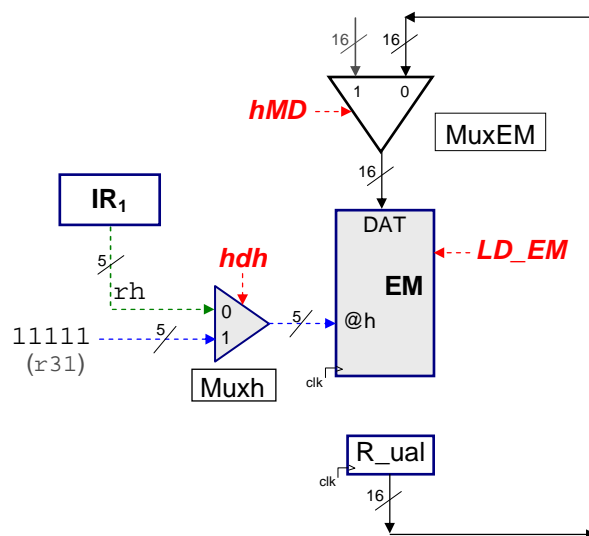 16
16
1
0
hMD
MuxEM
16
IR₁
DAT
5
hdh
LD_EM
EM
rh
0
11111
5
1
5
@h
(r31)
Muxh
clk
R_ual
clk
16